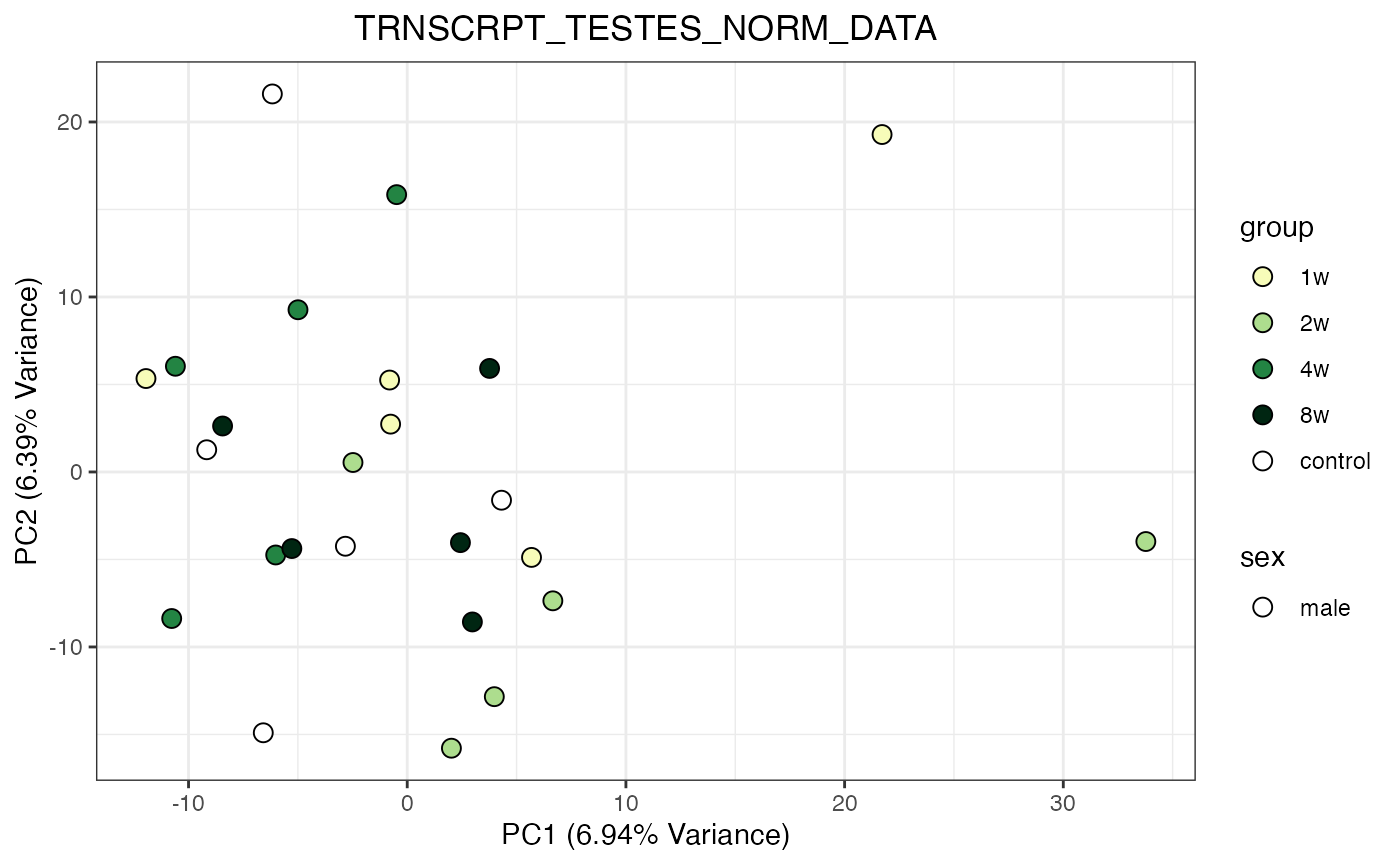 TRNSCRPT_TESTES_NORM_DATA
PC2 (6.39% Variance)
20
10
0
-10
-10
0
10
20
30
PC1 (6.94% Variance)
group
1w
2w
4w
8w
control
sex
male